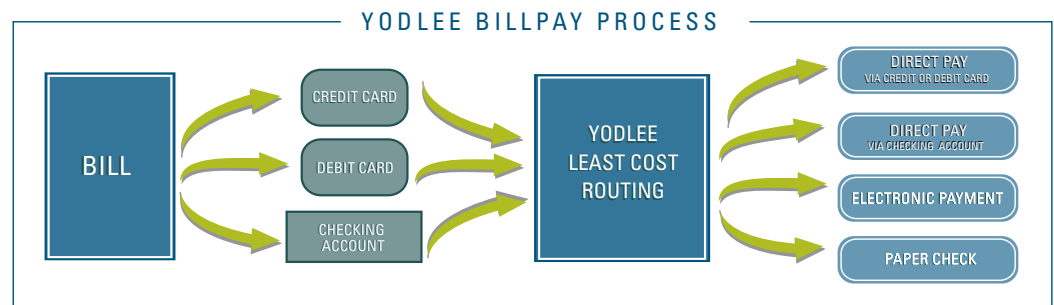 YODLEE BILLPAY PROCESS
BILL
CREDIT CARD
DEBIT CARD
CHECKING
ACCOUNT
YODLEE
LEAST COST
ROUTING
DIRECT PAY
VIA CREDIT OR DEBIT CARD
DIRECT PAY
VIA CHECKING ACCOUNT
ELECTRONIC PAYMENT
PAPER CHECK